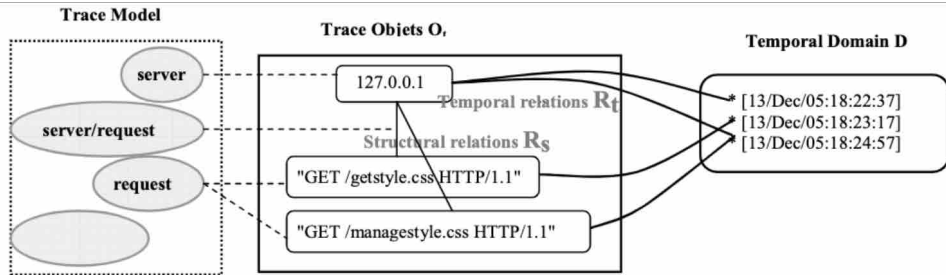 Trace Model
Trace Objets Oₜ
Temporal Domain D
server
127.0.0.1
Temporal relations Rt
* [13/Dec/05:18:22:37]
server/request
* [13/Dec/05:18:23:17]
Structural relations Rs
* [13/Dec/05:18:24:57]
request
"GET /getstyle.css HTTP/1.1"
"GET /managestyle.css HTTP/1.1"